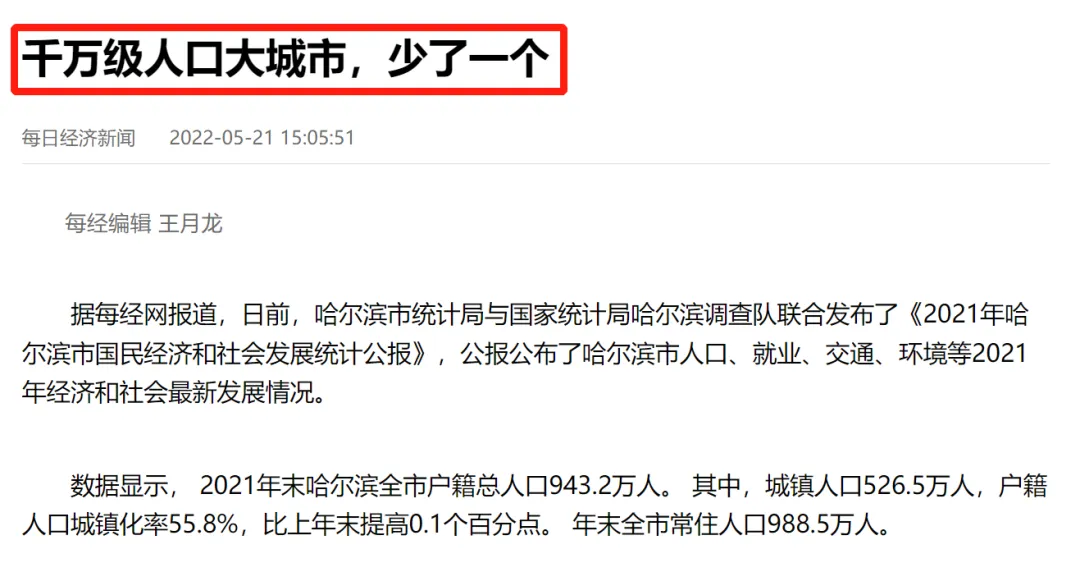 千万级人口大城市，少了一个
每日经济新闻 2022-05-21 15:05:51
每经编辑 王月龙
据每经网报道，日前，哈尔滨市统计局与国家统计局哈尔滨调查队联合发布了《2021年哈
尔滨市国民经济和社会发展统计公报》，公报公布了哈尔滨市人口、就业、交通、环境等2021
年经济和社会最新发展情况。
数据显示， 2021年末哈尔滨全市户籍总人口943.2万人。 其中，城镇人口526.5万人，户籍
人口城镇化率55.8%，比上年末提高0.1个百分点。 年末全市常住人口988.5万人。